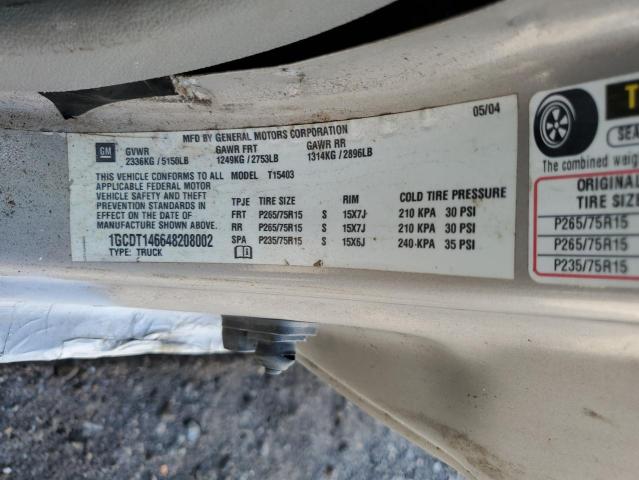 05/04
MFD BY GENERAL MOTORS CORPORATION
GM GVWR GAWR FRT GAWR RR
2336KG / 5150LB 1249KG / 2753LB 1314KG / 2896LB
THIS VEHICLE CONFORMS TO ALL MODEL T15403
APPLICABLE FEDERAL MOTOR
VEHICLE SAFETY AND THEFT
PREVENTION STANDARDS IN
EFFECT ON THE DATE OF
MANUFACTURE SHOWN ABOVE.
1GCDT146648208002
TYPE: TRUCK
TPJE TIRE SIZE RIM COLD TIRE PRESSURE
FRT P265/75R15 S 15X7J 210 KPA 30 PSI
RR P265/75R15 S 15X7J 210 KPA 30 PSI
SPA P235/75R15 S 15X6J 240 KPA 35 PSI
The combined
ORIGINAL
TIRE SIZE
P265/75R15
P265/75R15
P235/75R15